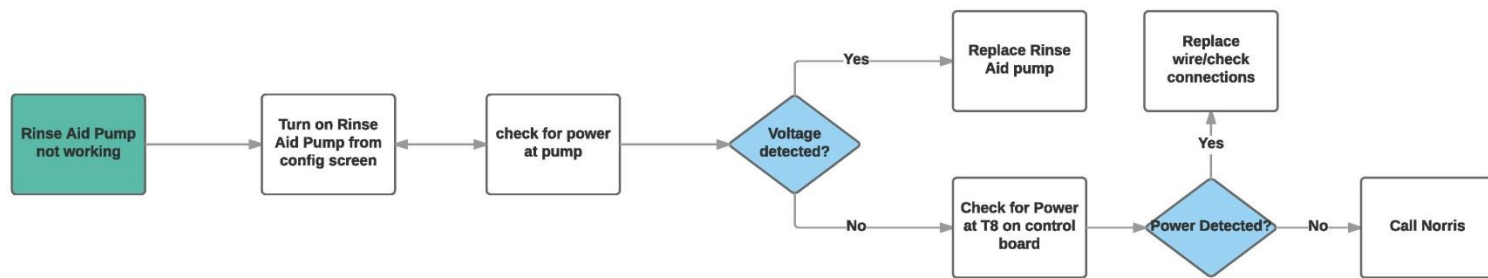 Rinse Aid Pump
not working
Turn on Rinse
Aid Pump from
config screen
check for power
at pump
Voltage
detected?
Yes
Replace Rinse
Aid pump
No
Check for Power
at T8 on control
board
Power Detected?
Yes
Replace
wire/check
connections
No
Call Norris